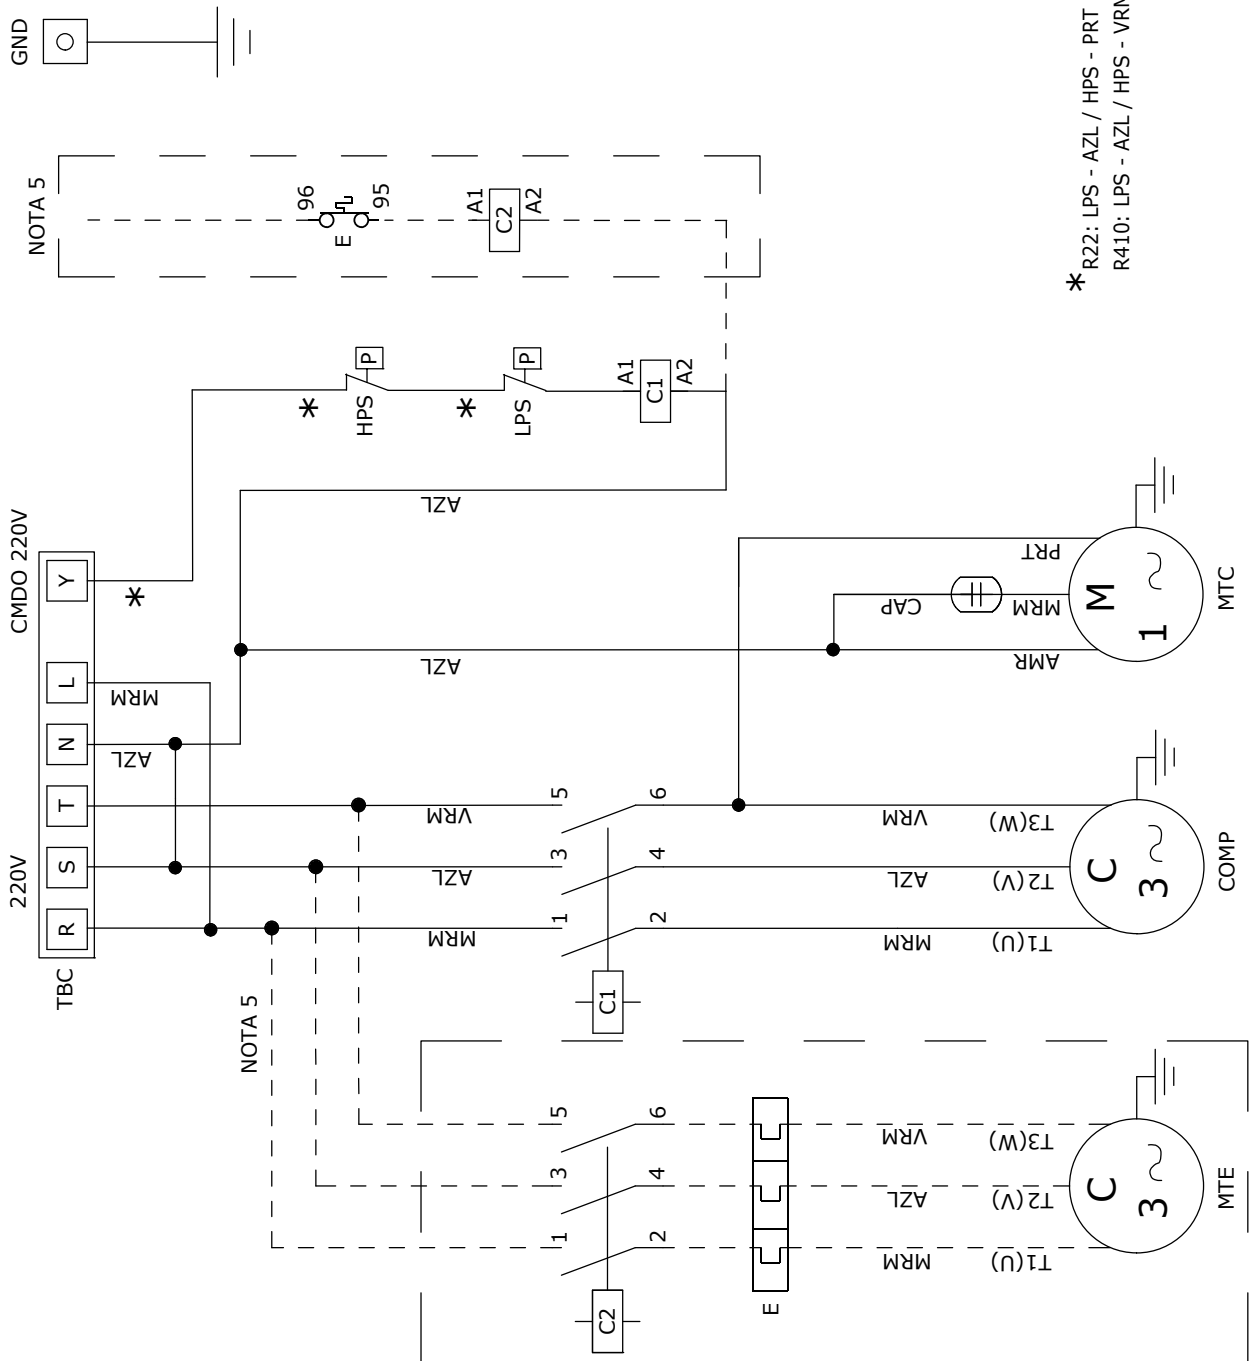 GND
NOTA 5
96
95
E
A1
C2
A2
* R22: LPS - AZL / HPS - PRT
R410: LPS - AZL / HPS - VRM
*
HPS
P
*
LPS
P
A1
C1
A2
CMDO 220V
220V
TBC
R
S
T
N
L
Y
*
MRM
AZL
AZL
AZL
PRT
CAP
MRM
AMR
M
1 ~
MTC
VRM
AZL
MRM
5
3
1
6
4
2
C1
VRM
AZL
MRM
T3(W)
T2(V)
T1(U)
C
3 ~
COMP
NOTA 5
5
3
1
6
4
2
C2
E
VRM
AZL
MRM
T3(W)
T2(V)
T1(U)
C
3 ~
MTE